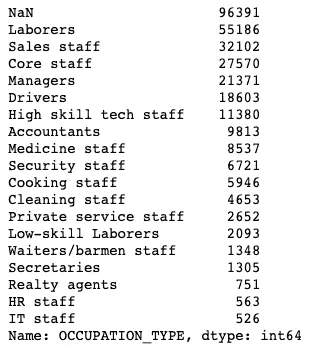 NaN 96391
Laborers 55186
Sales staff 32102
Core staff 27570
Managers 21371
Drivers 18603
High skill tech staff 11380
Accountants 9813
Medicine staff 8537
Security staff 6721
Cooking staff 5946
Cleaning staff 4653
Private service staff 2652
Low-skill Laborers 2093
Waiters/barmen staff 1348
Secretaries 1305
Realty agents 751
HR staff 563
IT staff 526
Name: OCCUPATION_TYPE, dtype: int64